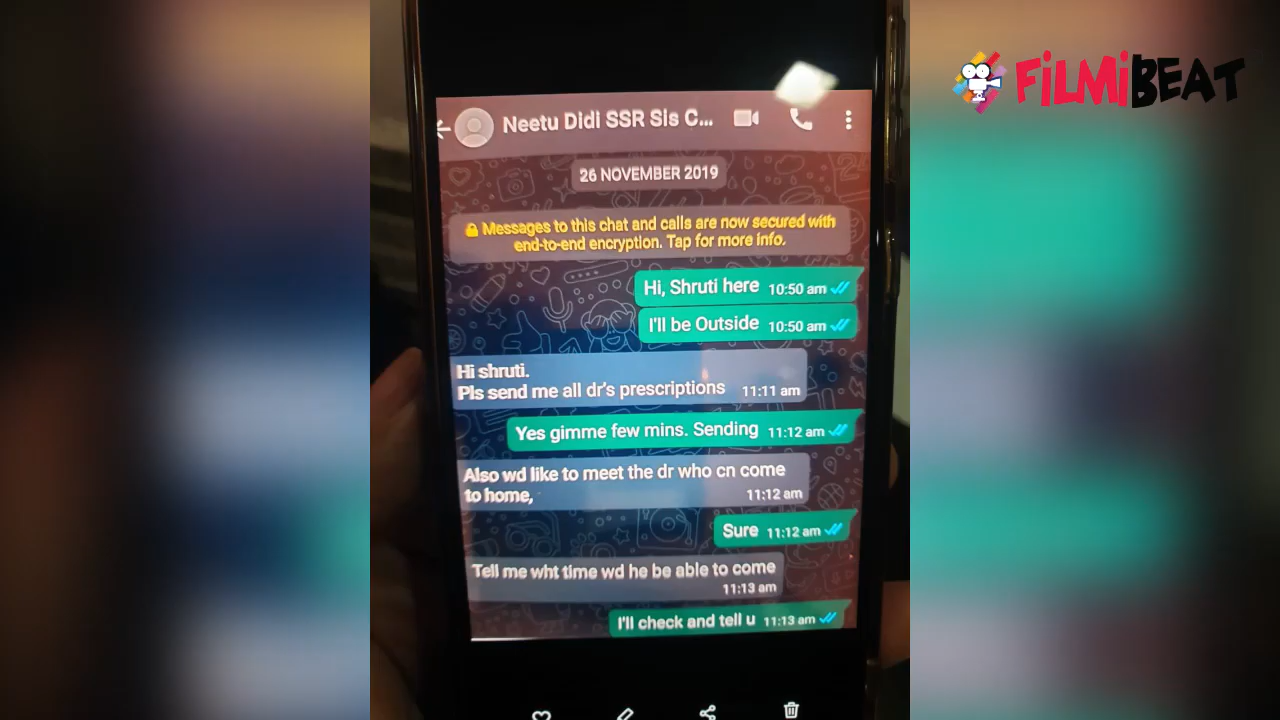 FiLMiBEAT
Neetu Didi SSR Sis C...
26 NOVEMBER 2019
Messages to this chat and calls are now secured with
end-to-end encryption. Tap for more info.
Hi, Shruti here 10:50 am
I'll be Outside 10:50 am
Hi shruti.
Pls send me all dr's prescriptions 11:11 am
Yes gimme few mins. Sending 11:12 am
Also wd like to meet the dr who cn come
to home, 11:12 am
Sure 11:12 am
Tell me wht time wd he be able to come
11:13 am
I'll check and tell u 11:13 am